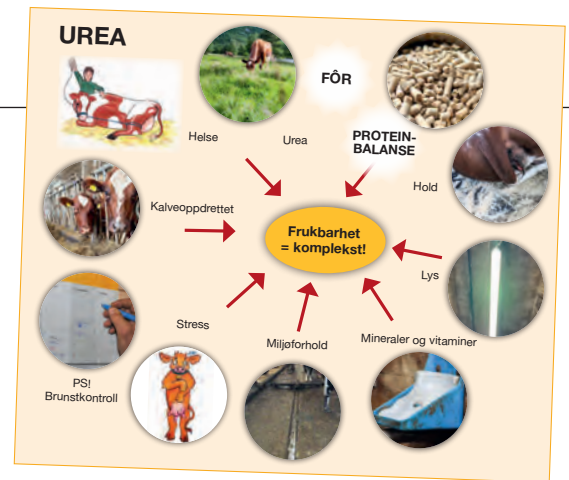 UREA
FÔR
Helse
Urea
PROTEIN-
BALANSE
Hold
Kalveoppdrettet
Frukbarhet
= komplekst!
Lys
Stress
Miljøforhold
Mineraler og vitaminer
PS!
Brunstkontroll